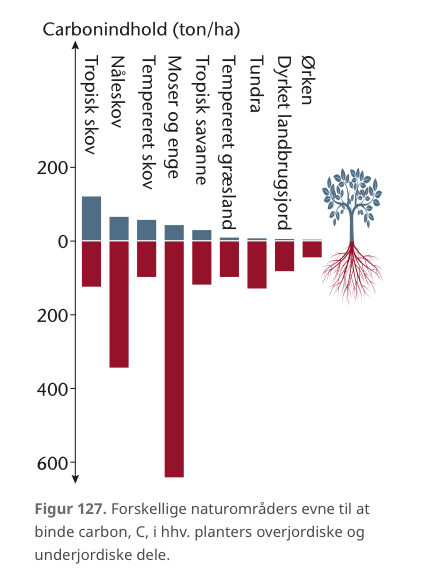 Carbonindhold (ton/ha)
Tropisk skov
Nåleskov
Tempereret skov
Moser og enge
Tropisk savanne
Tempereret græsland
Tundra
Dyrket landbrugsjord
Ørken
200
0
200
400
600
Figur 127. Forskellige naturområders evne til at
binde carbon, C, i hhv. planters overjordiske og
underjordiske dele.